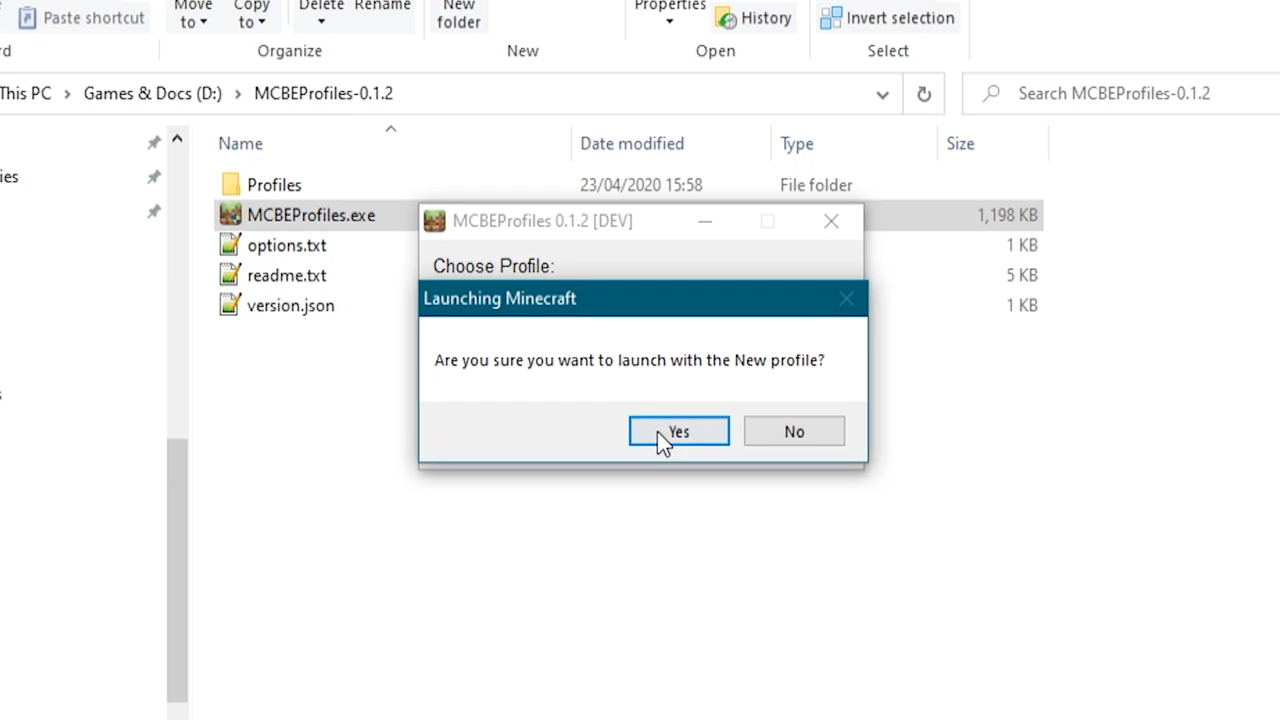 Move to Copy to Delete Rename New folder Properties
Paste shortcut
History
Invert selection
Organize New Open Select
This PC > Games & Docs (D:) > MCBEProfiles-0.1.2
Search MCBEProfiles-0.1.2
Name Date modified Type Size
Profiles 23/04/2020 15:58 File folder
MCBEProfiles.exe 1,198 KB
options.txt 1 KB
readme.txt 5 KB
version.json 1 KB
MCBEProfiles 0.1.2 [DEV]
Choose Profile:
Launching Minecraft
Are you sure you want to launch with the New profile?
Yes No